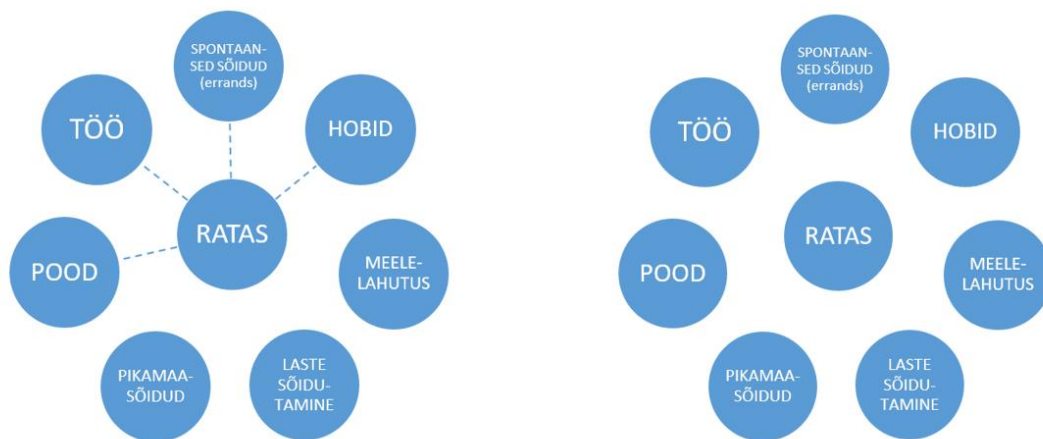 SPONTAAN-
SED SÕIDUD
(errands)
TÖÖ
HOBID
RATAS
POOD
MEELE-
LAHUTUS
PIKAMAA-
SÕIDUD
LASTE
SÕIDU-
TAMINE
SPONTAAN-
SED SÕIDUD
(errands)
TÖÖ
HOBID
RATAS
POOD
MEELE-
LAHUTUS
PIKAMAA-
SÕIDUD
LASTE
SÕIDU-
TAMINE